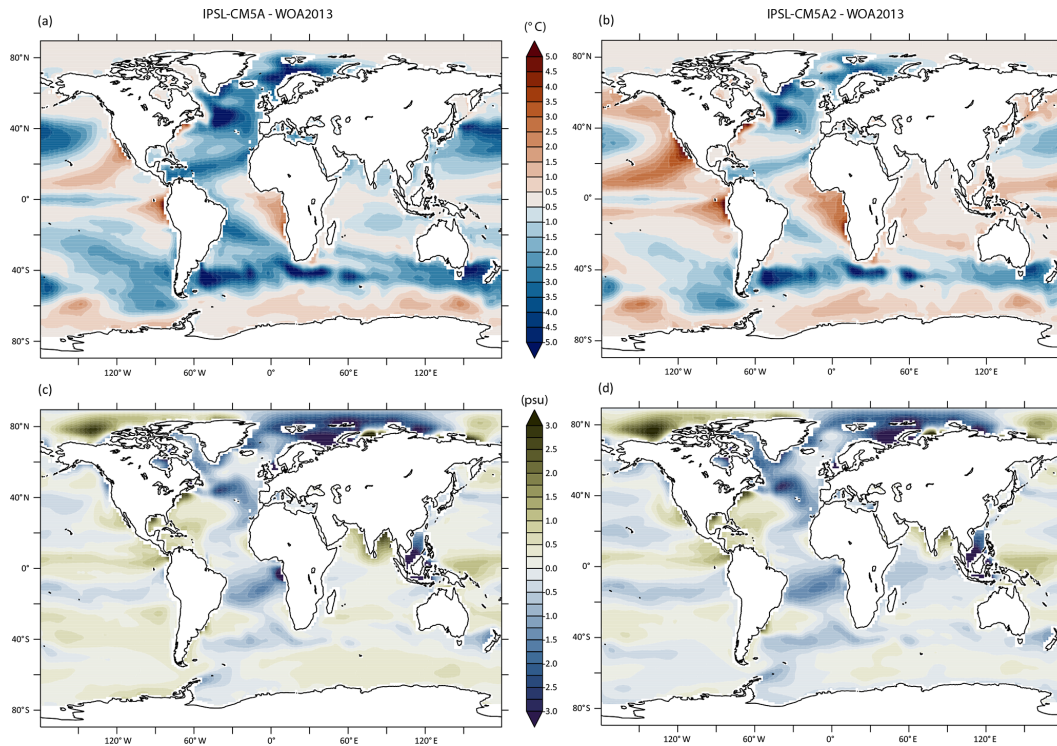 IPSL-CM5A - WOA2013
IPSL-CM5A2 - WOA2013
(a)
(° C)
(b)
80°N
40°N
0°
40°S
80°S
120°W
60°W
0°
60°E
120°E
5.0
4.5
4.0
3.5
3.0
2.5
2.0
1.5
1.0
0.5
0.5
1.0
1.5
2.0
2.5
3.0
3.5
4.0
4.5
5.0
80°N
40°N
0°
40°S
80°S
120°W
60°W
0°
60°E
120°E
(c)
(psu)
(d)
80°N
40°N
0°
40°S
80°S
120°W
60°W
0°
60°E
120°E
3.0
2.5
2.0
1.5
1.0
0.5
0.0
0.5
1.0
1.5
2.0
2.5
3.0
80°N
40°N
0°
40°S
80°S
120°W
60°W
0°
60°E
120°E